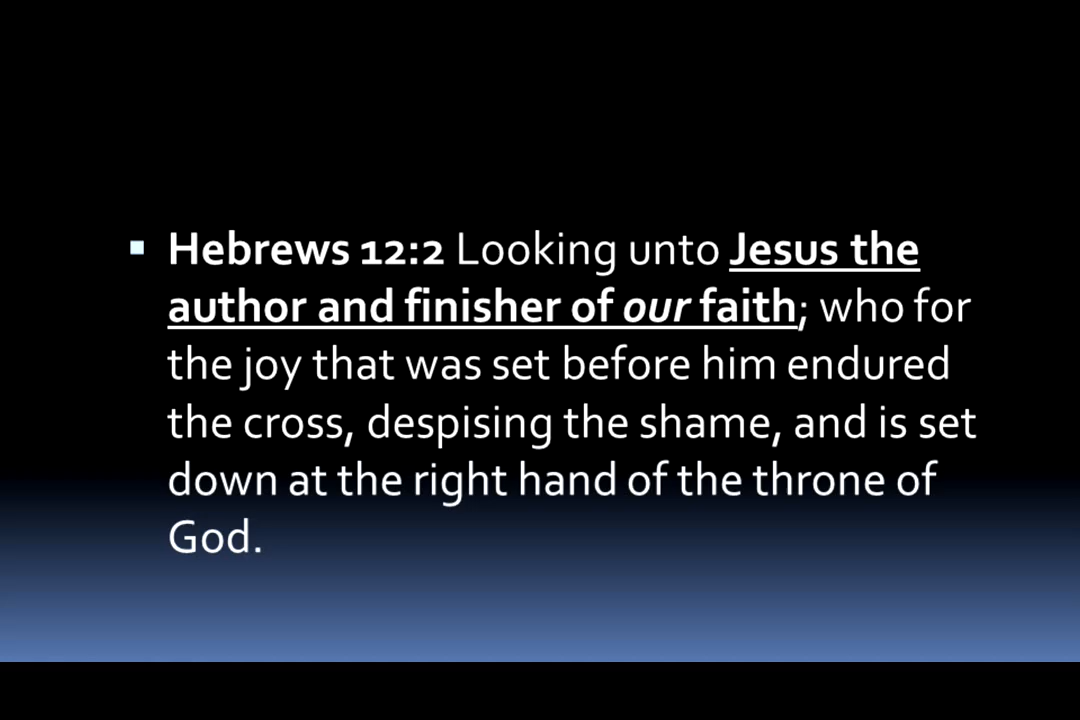 Hebrews 12:2 Looking unto Jesus the
author and finisher of our faith; who for
the joy that was set before him endured
the cross, despising the shame, and is set
down at the right hand of the throne of
God.